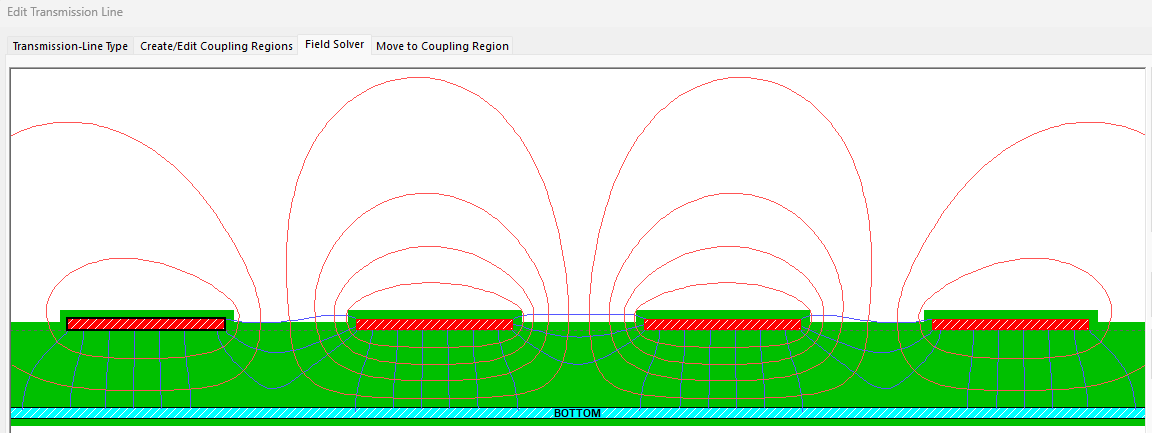 Edit Transmission Line
Transmission-Line Type Create/Edit Coupling Regions Field Solver Move to Coupling Region
BOTTOM